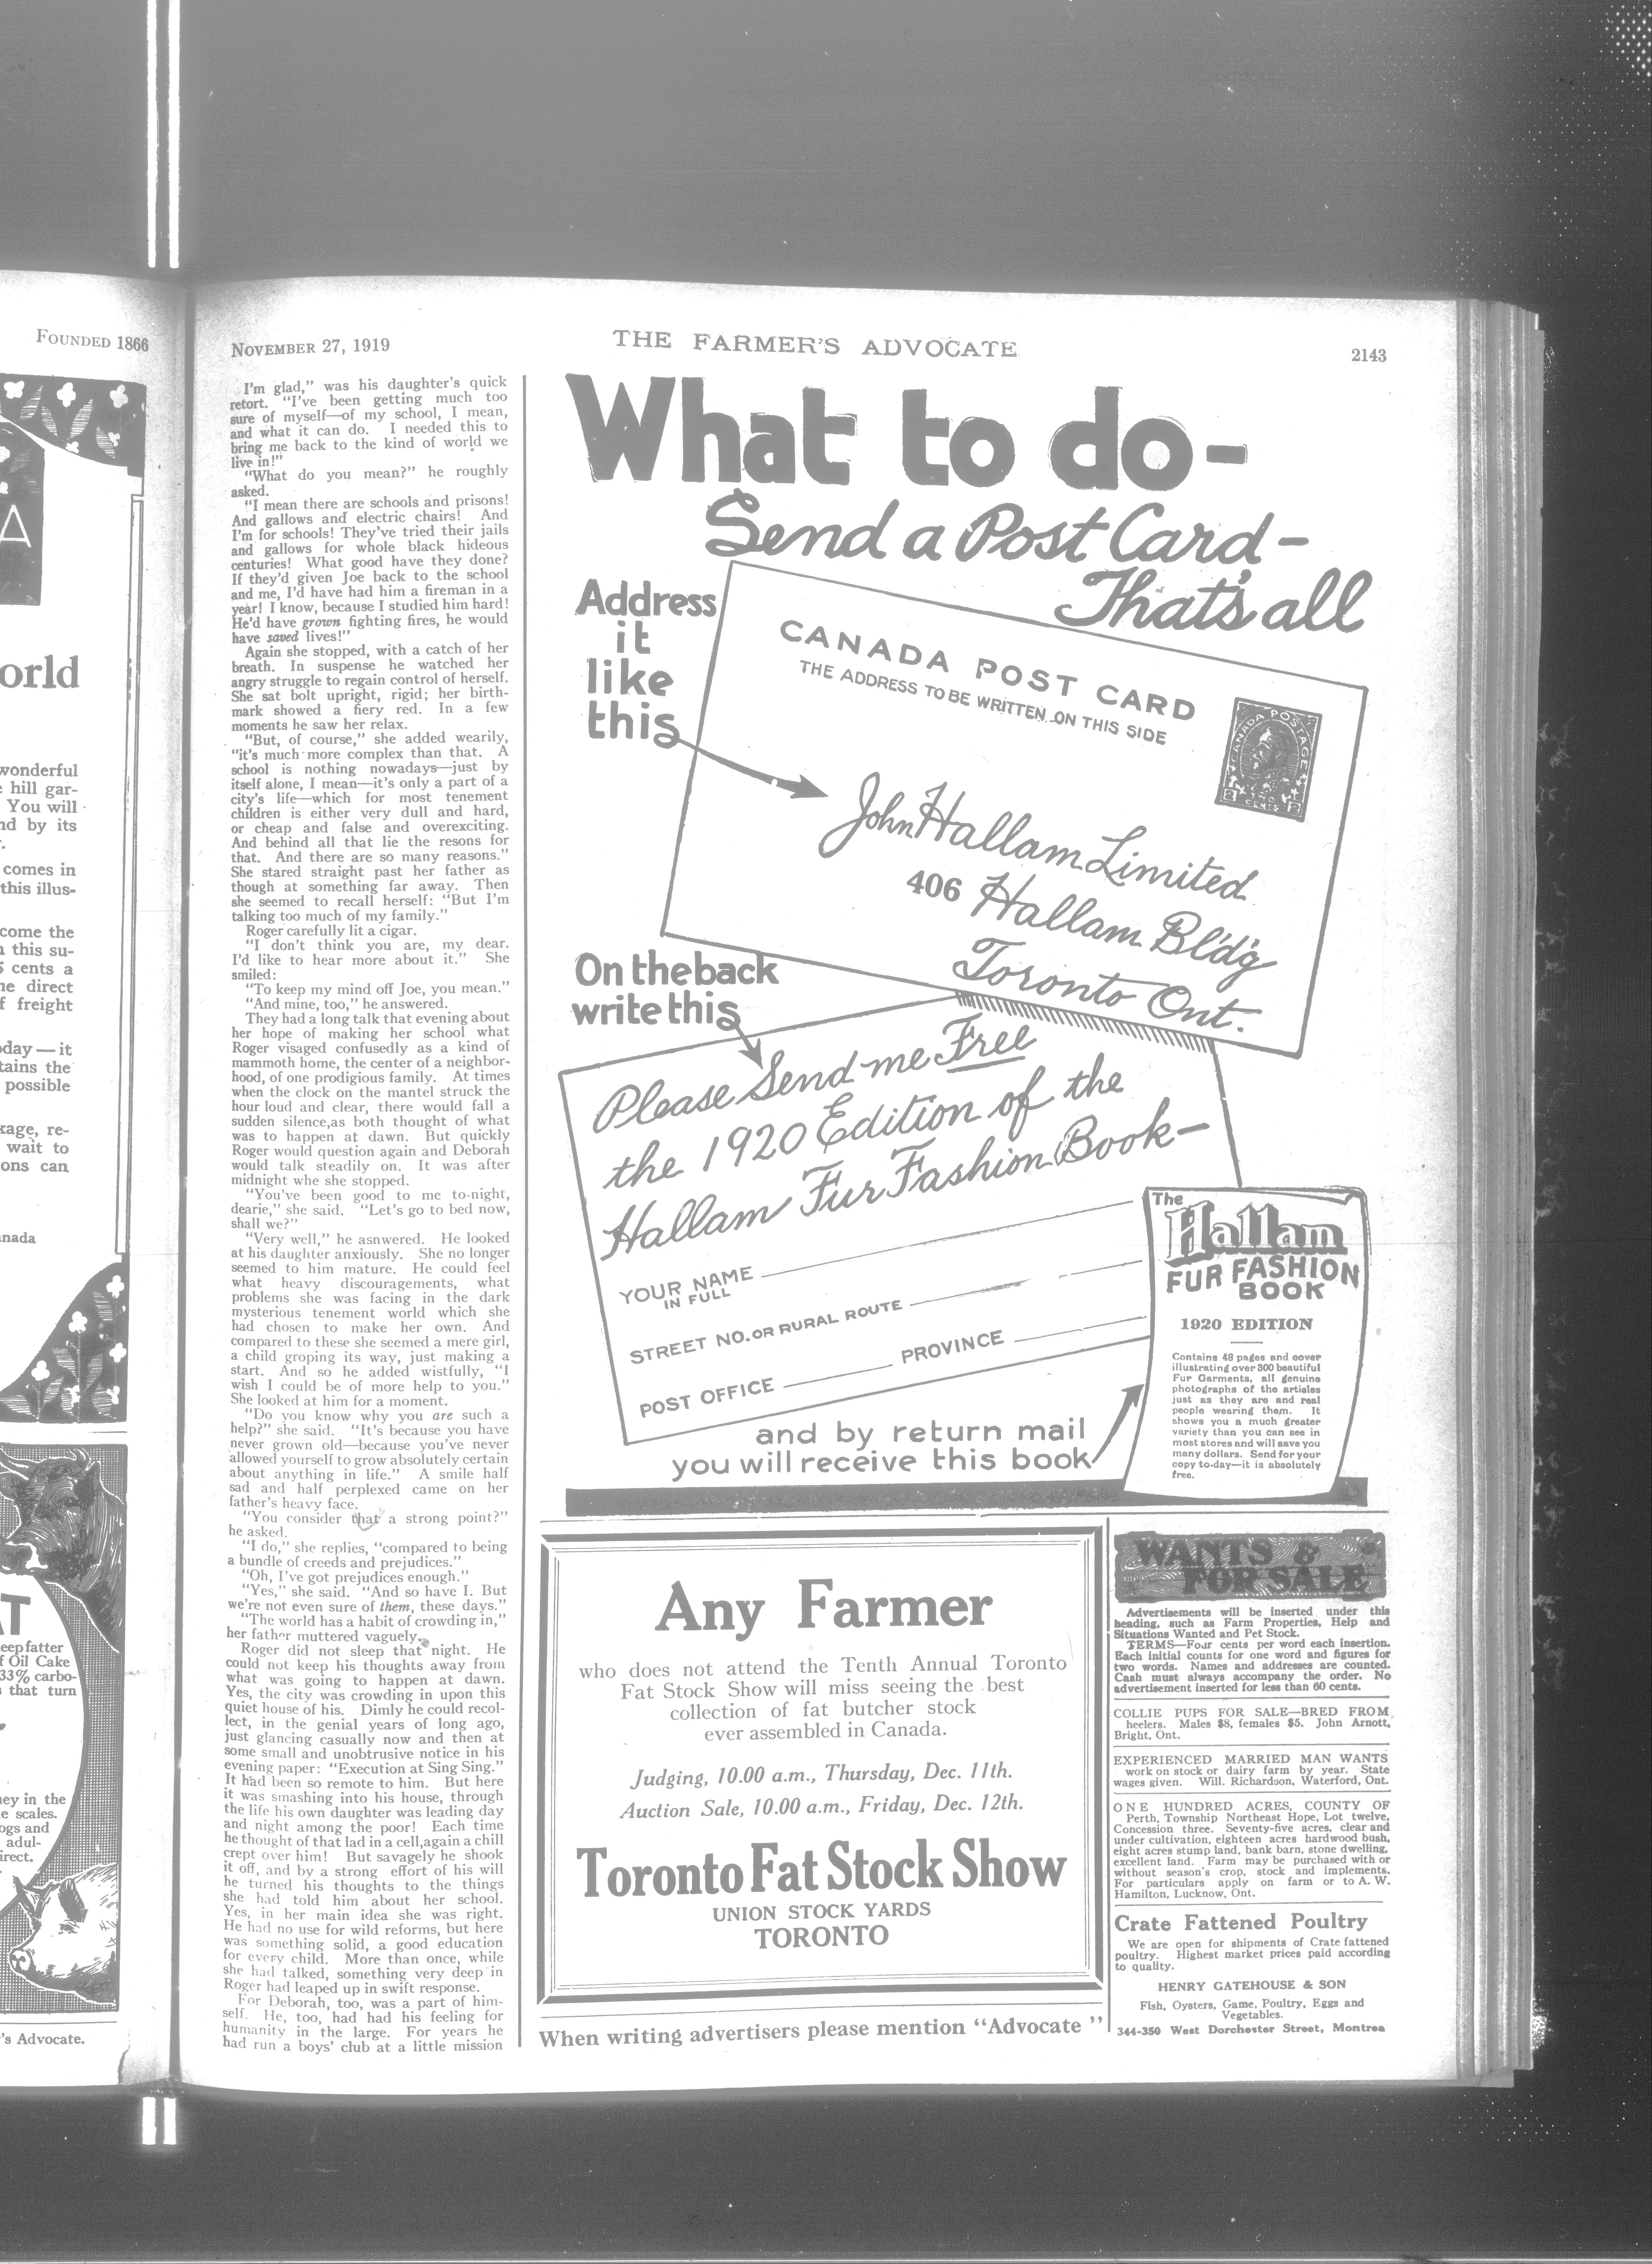 FOUNDED 1866
orld
wonderful
hill gar-
You will
nd by its
comes in
this illus-
come the
this su-
cents a
direct
freight
day — it
tains the
possible
re-
wait to
ons can
nada
AT
eep fatter
f Oil Cake
33% carbo-
s that turn
ney in the
e scales.
ogs and
adul-
irect.
's Advocate.
NOVEMBER 27, 1919
THE FARMER'S ADVOCATE
2143
I'm glad," was his daughter's quick
retort. "I've been getting much too
sure of myself—of my school, I mean,
and what it can do. I needed this to
bring me back to the kind of world we
live in!"
"What do you mean?" he roughly
asked.
"I mean there are schools and prisons!
And gallows and electric chairs! And
I'm for schools! They've tried their jails
and gallows for whole black hideous
centuries! What good have they done?
If they'd given Joe back to the school
and me, I'd have had him a fireman in a
year! I know, because I studied him hard!
He'd have grown fighting fires, he would
have saved lives!"
Again she stopped, with a catch of her
breath. In suspense he watched her
angry struggle to regain control of herself.
She sat bolt upright, rigid; her birth-
mark showed a fiery red. In a few
moments he saw her relax.
"But, of course," she added wearily,
"it's much more complex than that. A
school is nothing nowadays—just by
itself alone, I mean—it's only a part of a
city's life—which for most tenement
children is either very dull and hard,
or cheap and false and overexciting.
And behind all that lie the resons for
that. And there are so many reasons."
She stared straight past her father as
though at something far away. Then
she seemed to recall herself: "But I'm
talking too much of my family."
Roger carefully lit a cigar.
"I don't think you are, my dear.
I'd like to hear more about it." She
smiled:
"To keep my mind off Joe, you mean."
"And mine, too," he answered.
They had a long talk that evening about
her hope of making her school what
Roger visaged confusedly as a kind of
mammoth home, the center of a neighbor-
hood, of one prodigious family. At times
when the clock on the mantel struck the
hour loud and clear, there would fall a
sudden silence,as both thought of what
was to happen at dawn. But quickly
Roger would question again and Deborah
would talk steadily on. It was after
midnight whe she stopped.
"You've been good to me to-night,
dearie," she said. "Let's go to bed now,
shall we?"
"Very well," he asnwered. He looked
at his daughter anxiously. She no longer
seemed to him mature. He could feel
what heavy discouragements, what
problems she was facing in the dark
mysterious tenement world which she
had chosen to make her own. And
compared to these she seemed a mere girl,
a child groping its way, just making a
start. And so he added wistfully, "I
wish I could be of more help to you."
She looked at him for a moment.
"Do you know why you are such a
help?" she said. "It's because you have
never grown old—because you've never
allowed yourself to grow absolutely certain
about anything in life." A smile half
sad and half perplexed came on her
father's heavy face.
"You consider that a strong point?"
he asked.
"I do," she replies, "compared to being
a bundle of creeds and prejudices."
"Oh, I've got prejudices enough."
"Yes," she said. "And so have I. But
we're not even sure of them, these days."
"The world has a habit of crowding in,"
her father muttered vaguely.
Roger did not sleep that night. He
could not keep his thoughts away from
what was going to happen at dawn.
Yes, the city was crowding in upon this
quiet house of his. Dimly he could recol-
lect, in the genial years of long ago,
just glancing casually now and then at
some small and unobtrusive notice in his
evening paper: "Execution at Sing Sing."
It had been so remote to him. But here
it was smashing into his house, through
the life his own daughter was leading day
and night among the poor! Each time
he thought of that lad in a cell,again a chill
crept over him! But savagely he shook
it off, and by a strong effort of his will
he turned his thoughts to the things
she had told him about her school.
Yes, in her main idea she was right.
He had no use for wild reforms, but here
was something solid, a good education
for every child. More than once, while
she had talked, something very deep in
Roger had leaped up in swift response.
For Deborah, too, was a part of him-
self. He, too, had had his feeling for
humanity in the large. For years he
had run a boys' club at a little mission
What to do-
Send a Post Card-
That's all
Address
it
like
this
CANADA POST CARD
THE ADDRESS TO BE WRITTEN ON THIS SIDE
CANADA POSTAGE
2 TWO 2
CENTS
John Hallam Limited
406 Hallam Bld'g
Toronto Ont.
On the back
write this
Please Send me Free
the 1920 Edition of the
Hallam Fur Fashion Book-
YOUR NAME
IN FULL
STREET NO. OR RURAL ROUTE
POST OFFICE PROVINCE
and by return mail
you will receive this book
The
Hallam
FUR FASHION
BOOK
1920 EDITION
Contains 48 pages and cover
illustrating over 300 beautiful
Fur Garments, all genuine
photographs of the articles
just as they are and real
people wearing them. It
shows you a much greater
variety than you can see in
most stores and will save you
many dollars. Send for your
copy to-day—it is absolutely
free.
Any Farmer
who does not attend the Tenth Annual Toronto
Fat Stock Show will miss seeing the best
collection of fat butcher stock
ever assembled in Canada.
Judging, 10.00 a.m., Thursday, Dec. 11th.
Auction Sale, 10.00 a.m., Friday, Dec. 12th.
Toronto Fat Stock Show
UNION STOCK YARDS
TORONTO
When writing advertisers please mention "Advocate"
WANTS &
FOR SALE
Advertisements will be inserted under this
heading, such as Farm Properties, Help and
Situations Wanted and Pet Stock.
TERMS—Four cents per word each insertion.
Each initial counts for one word and figures for
two words. Names and addresses are counted.
Cash must always accompany the order. No
advertisement inserted for less than 60 cents.
COLLIE PUPS FOR SALE—BRED FROM
heelers. Males $8, females $5. John Arnott,
Bright, Ont.
EXPERIENCED MARRIED MAN WANTS
work on stock or dairy farm by year. State
wages given. Will. Richardson, Waterford, Ont.
ONE HUNDRED ACRES, COUNTY OF
Perth, Township Northeast Hope, Lot twelve,
Concession three. Seventy-five acres, clear and
under cultivation, eighteen acres hardwood bush,
eight acres stump land, bank barn, stone dwelling,
excellent land. Farm may be purchased with or
without season's crop, stock and implements.
For particulars apply on farm or to A. W.
Hamilton, Lucknow, Ont.
Crate Fattened Poultry
We are open for shipments of Crate fattened
poultry. Highest market prices paid according
to quality.
HENRY GATEHOUSE & SON
Fish, Oysters, Game, Poultry, Eggs and
Vegetables.
344-350 West Dorchester Street, Montrea